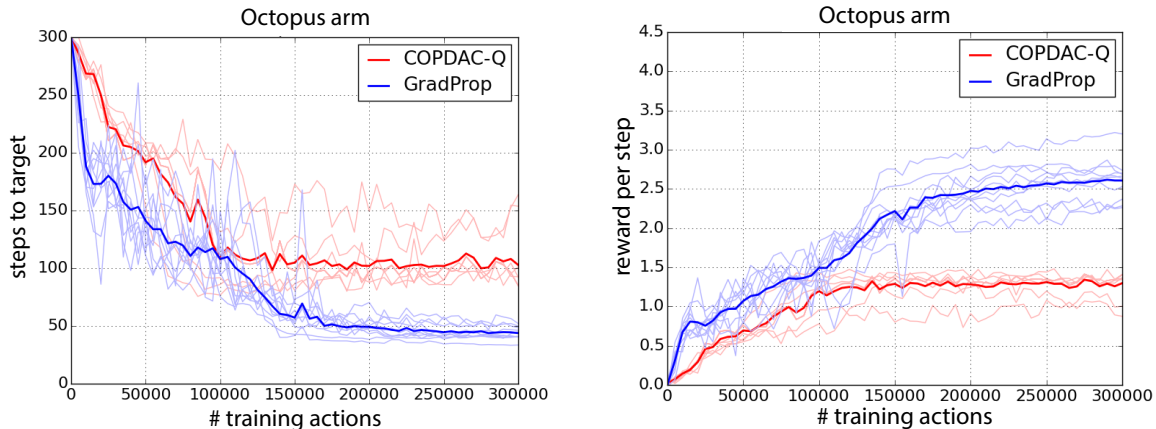 Octopus arm
300
250
200
150
100
50
0
steps to target
COPDAC-Q
GradProp
0 50000 100000 150000 200000 250000 300000
# training actions
Octopus arm
4.5
4.0
3.5
3.0
2.5
2.0
1.5
1.0
0.5
0.0
reward per step
COPDAC-Q
GradProp
0 50000 100000 150000 200000 250000 300000
# training actions